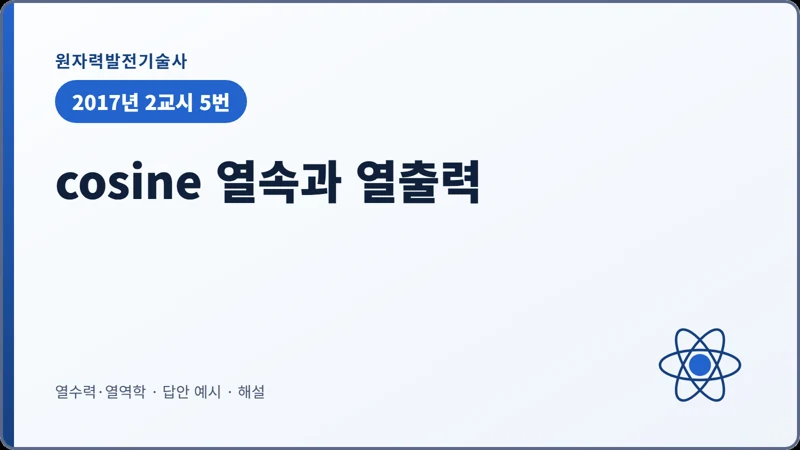 원자력발전기술사
2017년 2교시 5번
cosine 열속과 열출력
열수력·열역학 · 답안 예시 · 해설